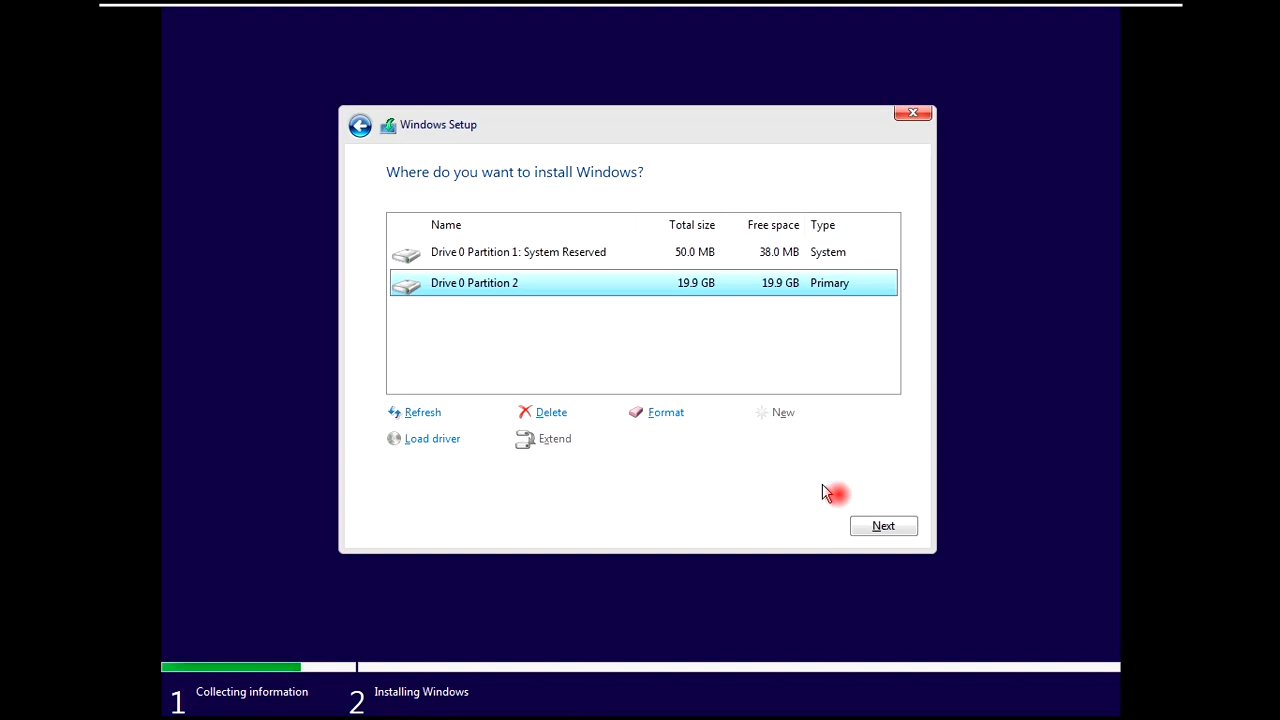 Windows Setup
Where do you want to install Windows?
Name Total size Free space Type
Drive 0 Partition 1: System Reserved 50.0 MB 38.0 MB System
Drive 0 Partition 2 19.9 GB 19.9 GB Primary
Refresh Delete Format New
Load driver Extend
Next
1 Collecting information 2 Installing Windows